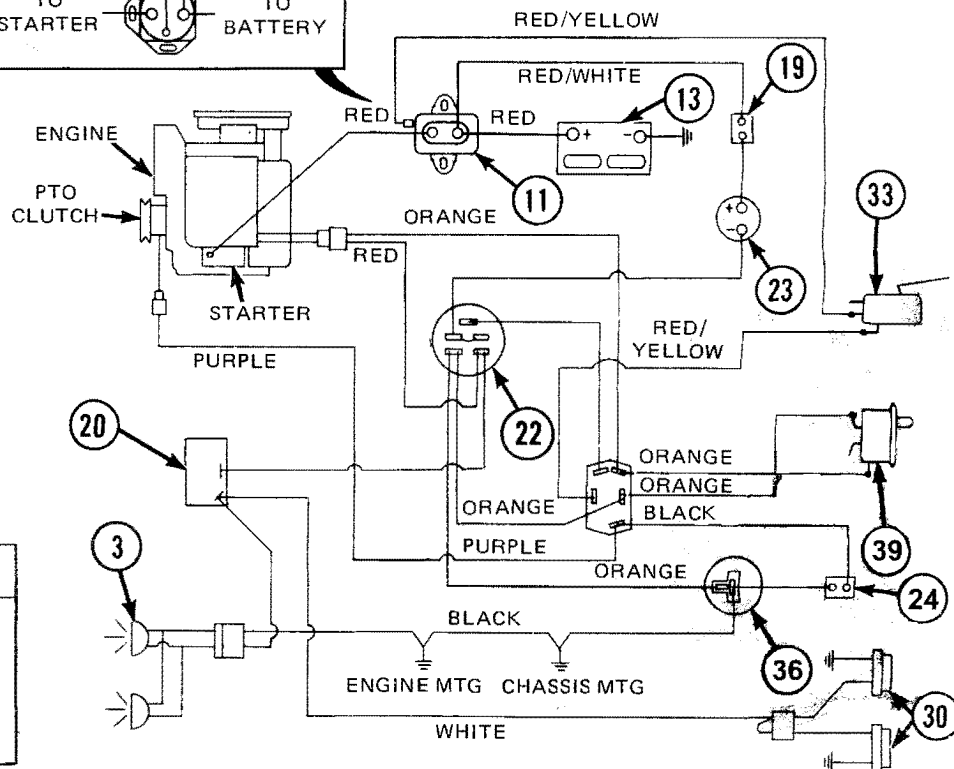 TO
STARTER
TO
BATTERY
RED/YELLOW
RED/WHITE
19
13
RED
RED
+
-
ENGINE
11
33
PTO
CLUTCH
ORANGE
+
-
RED
23
STARTER
RED/
YELLOW
PURPLE
22
20
ORANGE
ORANGE
ORANGE
BLACK
39
3
PURPLE
ORANGE
24
BLACK
36
ENGINE MTG
CHASSIS MTG
30
WHITE